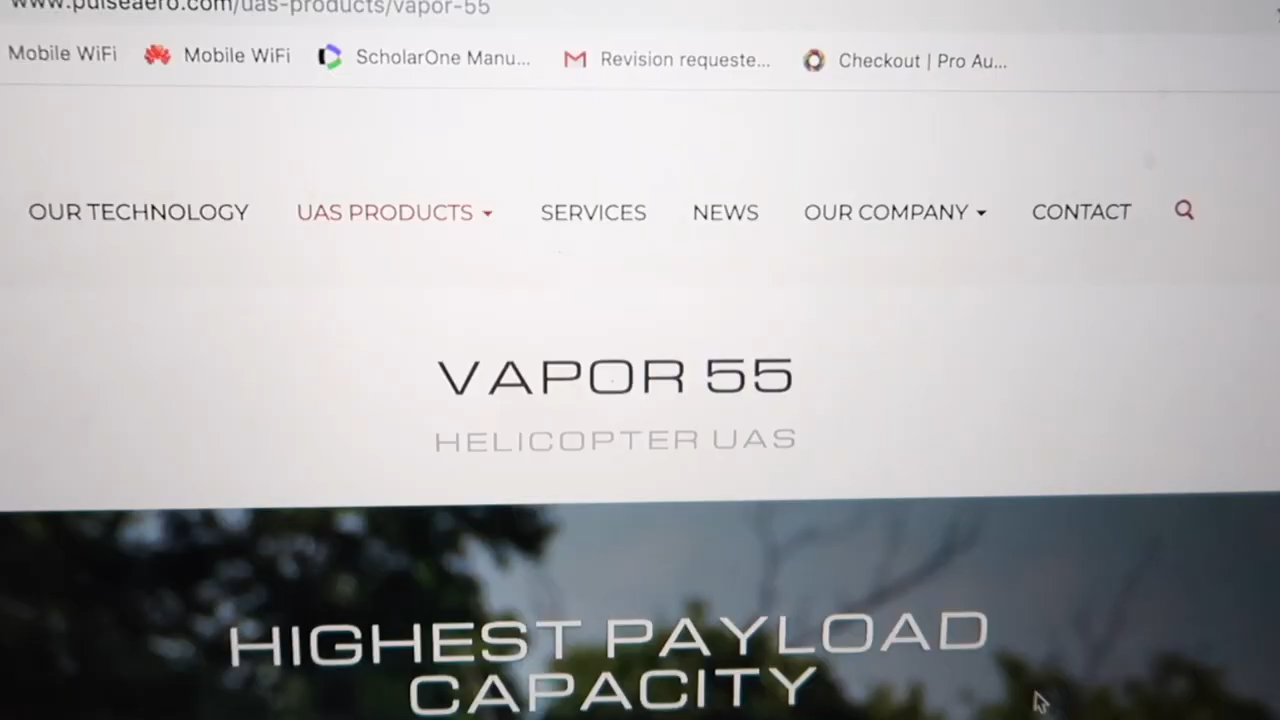 www.pulseaero.com/uas-products/vapor-55
Mobile WiFi Mobile WiFi ScholarOne Manu... Revision requeste... Checkout | Pro Au...
OUR TECHNOLOGY UAS PRODUCTS SERVICES NEWS OUR COMPANY CONTACT
VAPOR 55
HELICOPTER UAS
HIGHEST PAYLOAD
CAPACITY